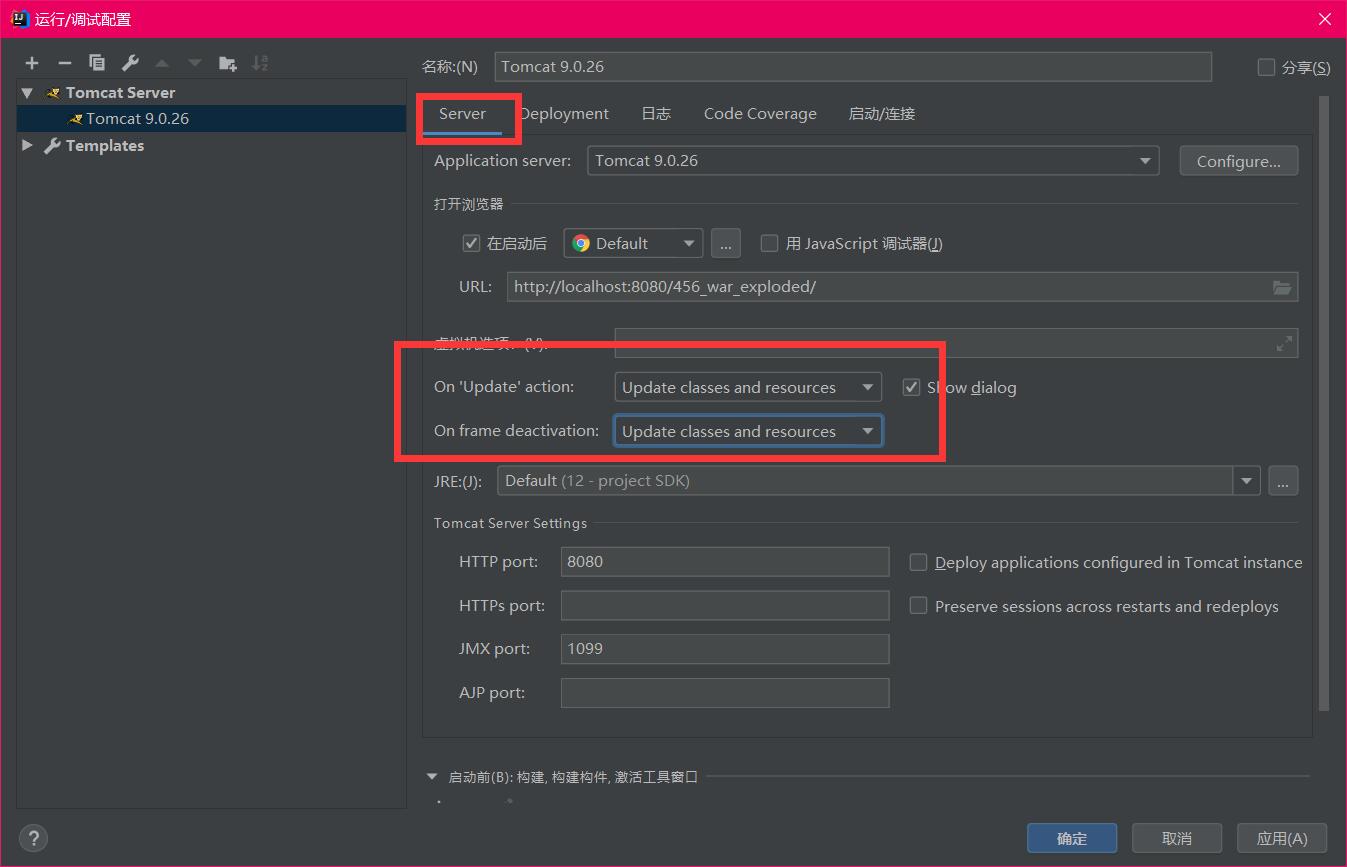 运行/调试配置
Tomcat Server
Tomcat 9.0.26
Templates
名称:(N) Tomcat 9.0.26 分享(S)
Server Deployment 日志 Code Coverage 启动/连接
Application server: Tomcat 9.0.26 Configure...
打开浏览器
在启动后 Default ... 用 JavaScript 调试器(J)
URL: http://localhost:8080/456_war_exploded/
虚拟机选项: (V):
On 'Update' action: Update classes and resources Show dialog
On frame deactivation: Update classes and resources
JRE:(J): Default (12 - project SDK) ...
Tomcat Server Settings
HTTP port: 8080 Deploy applications configured in Tomcat instance
HTTPs port: Preserve sessions across restarts and redeploys
JMX port: 1099
AJP port:
启动前(B): 构建, 构建构件, 激活工具窗口
? 确定 取消 应用(A)